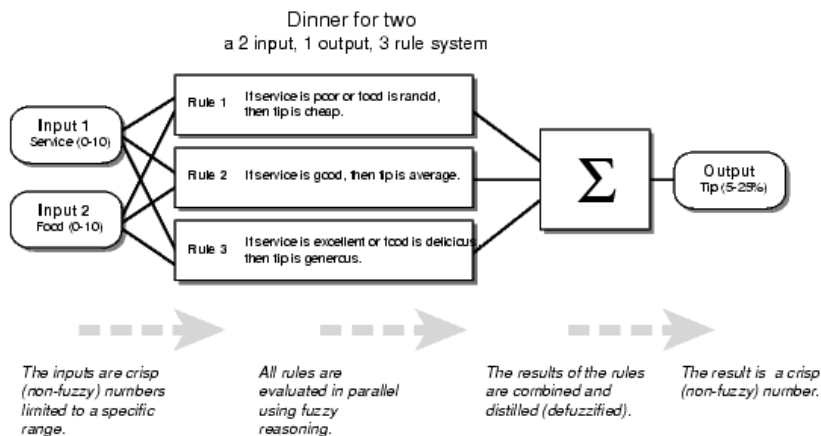 Dinner for two
a 2 input, 1 output, 3 rule system
Input 1
Service (0-10)
Input 2
Food (0-10)
Rule 1
If service is poor or food is rancid,
then tip is cheap.
Rule 2
If service is good, then tip is average.
Rule 3
If service is excellent or food is delicious,
then tip is generous.
Σ
Output
Tip (5-25%)
The inputs are crisp
(non-fuzzy) numbers
limited to a specific
range.
All rules are
evaluated in parallel
using fuzzy
reasoning.
The results of the rules
are combined and
distilled (defuzzified).
The result is a crisp
(non-fuzzy) number.